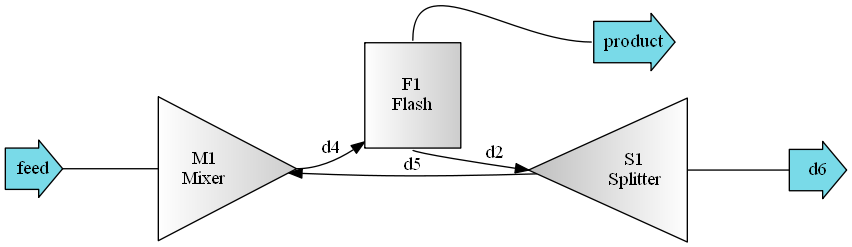 feed
M1
Mixer
d4
F1
Flash
product
d5
d2
S1
Splitter
d6